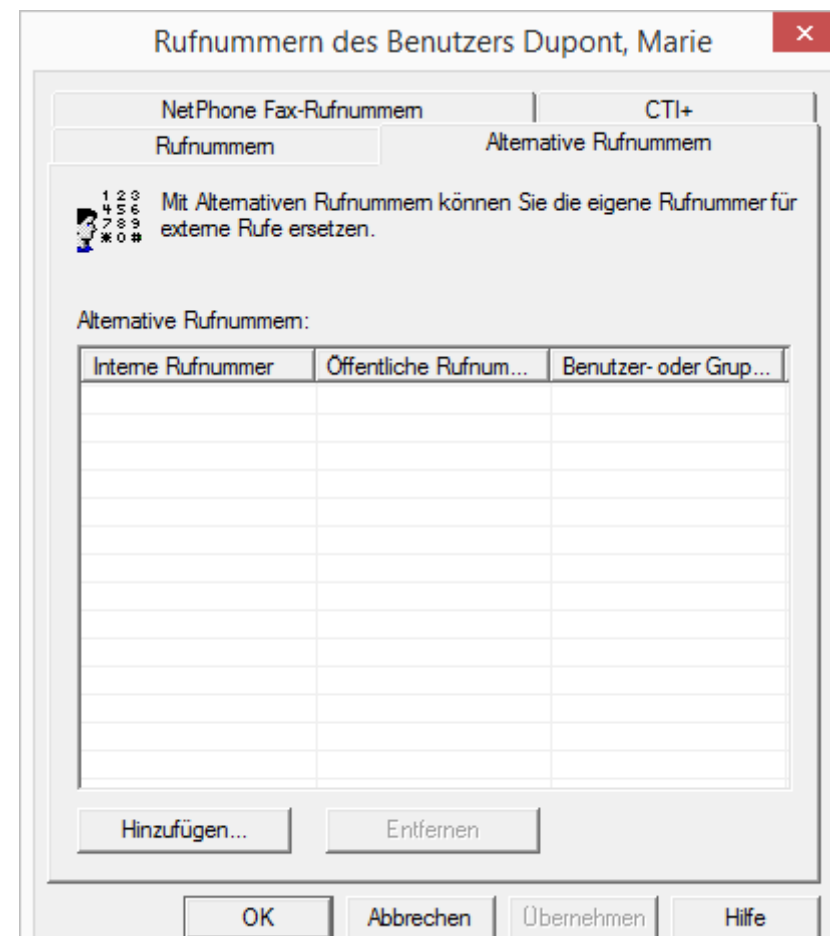 Rufnummern des Benutzers Dupont, Marie
NetPhone Fax-Rufnummern CTI+
Rufnummern Alternative Rufnummern
1 2 3
4 5 6
7 8 9
* 0 #
Mit Alternativen Rufnummern können Sie die eigene Rufnummer für
externe Rufe ersetzen.
Alternative Rufnummern:
Interne Rufnummer Öffentliche Rufnum... Benutzer- oder Grup...
Hinzufügen... Entfernen
OK Abbrechen Übernehmen Hilfe